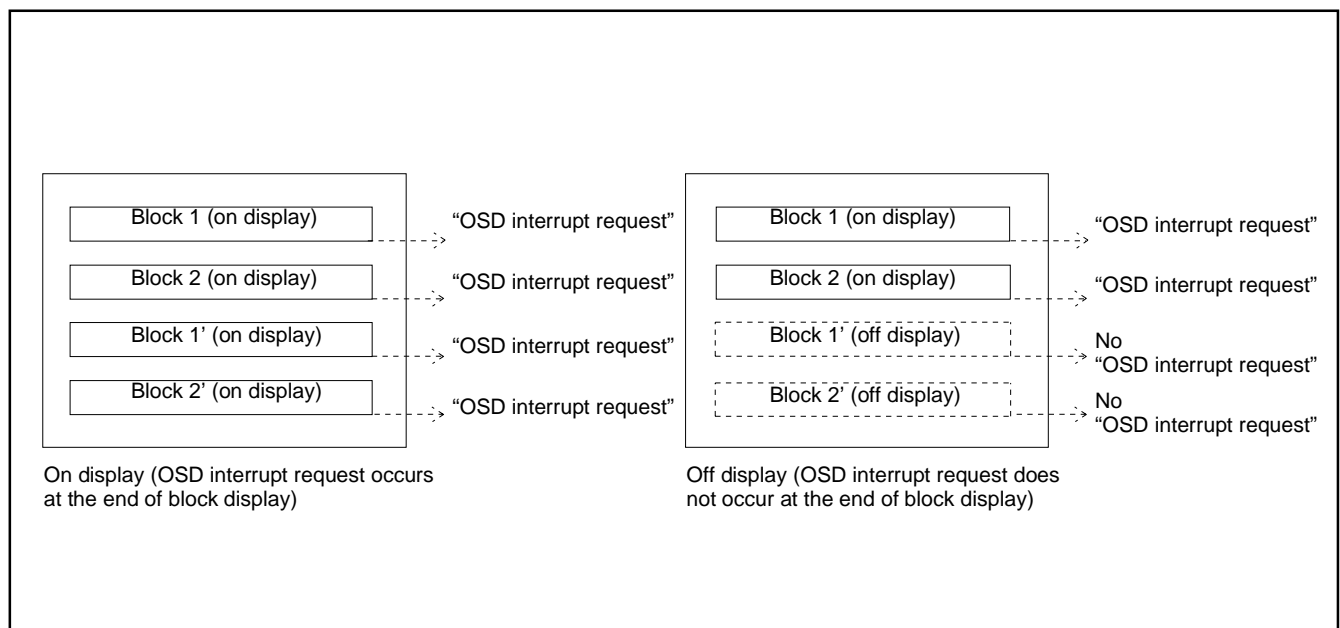 Block 1 (on display)
“OSD interrupt request”
Block 2 (on display)
“OSD interrupt request”
Block 1’ (on display)
“OSD interrupt request”
Block 2’ (on display)
“OSD interrupt request”
On display (OSD interrupt request occurs
at the end of block display)
Block 1 (on display)
“OSD interrupt request”
Block 2 (on display)
“OSD interrupt request”
Block 1’ (off display)
No
“OSD interrupt request”
Block 2’ (off display)
No
“OSD interrupt request”
Off display (OSD interrupt request does
not occur at the end of block display)